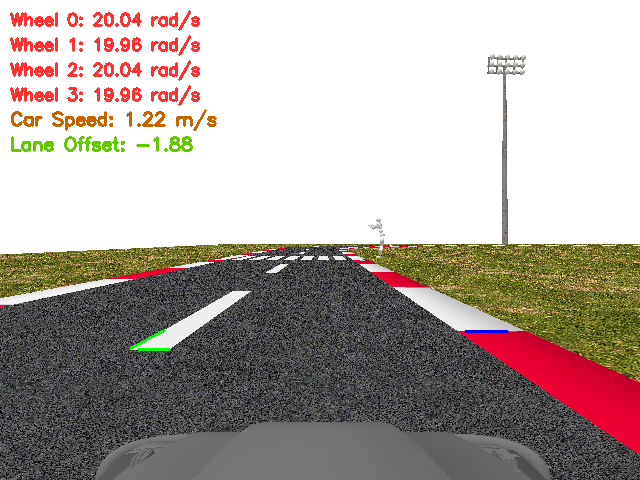 Wheel 0: 20.04 rad/s
Wheel 1: 19.96 rad/s
Wheel 2: 20.04 rad/s
Wheel 3: 19.96 rad/s
Car Speed: 1.22 m/s
Lane Offset: -1.88